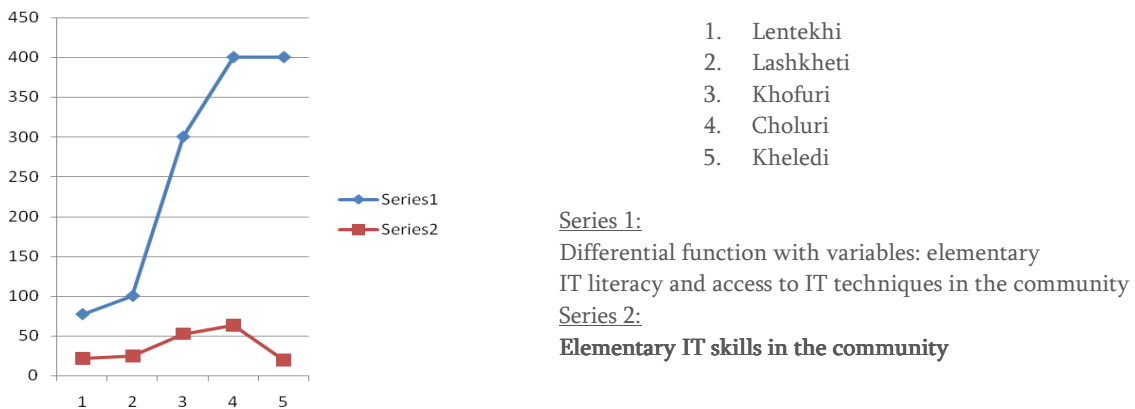 450
400
350
300
250
200
150
100
50
0
1 2 3 4 5
Series1
Series2
1. Lentekhi
2. Lashkheti
3. Khofuri
4. Choluri
5. Kheledi
Series 1:
Differential function with variables: elementary
IT literacy and access to IT techniques in the community
Series 2:
Elementary IT skills in the community